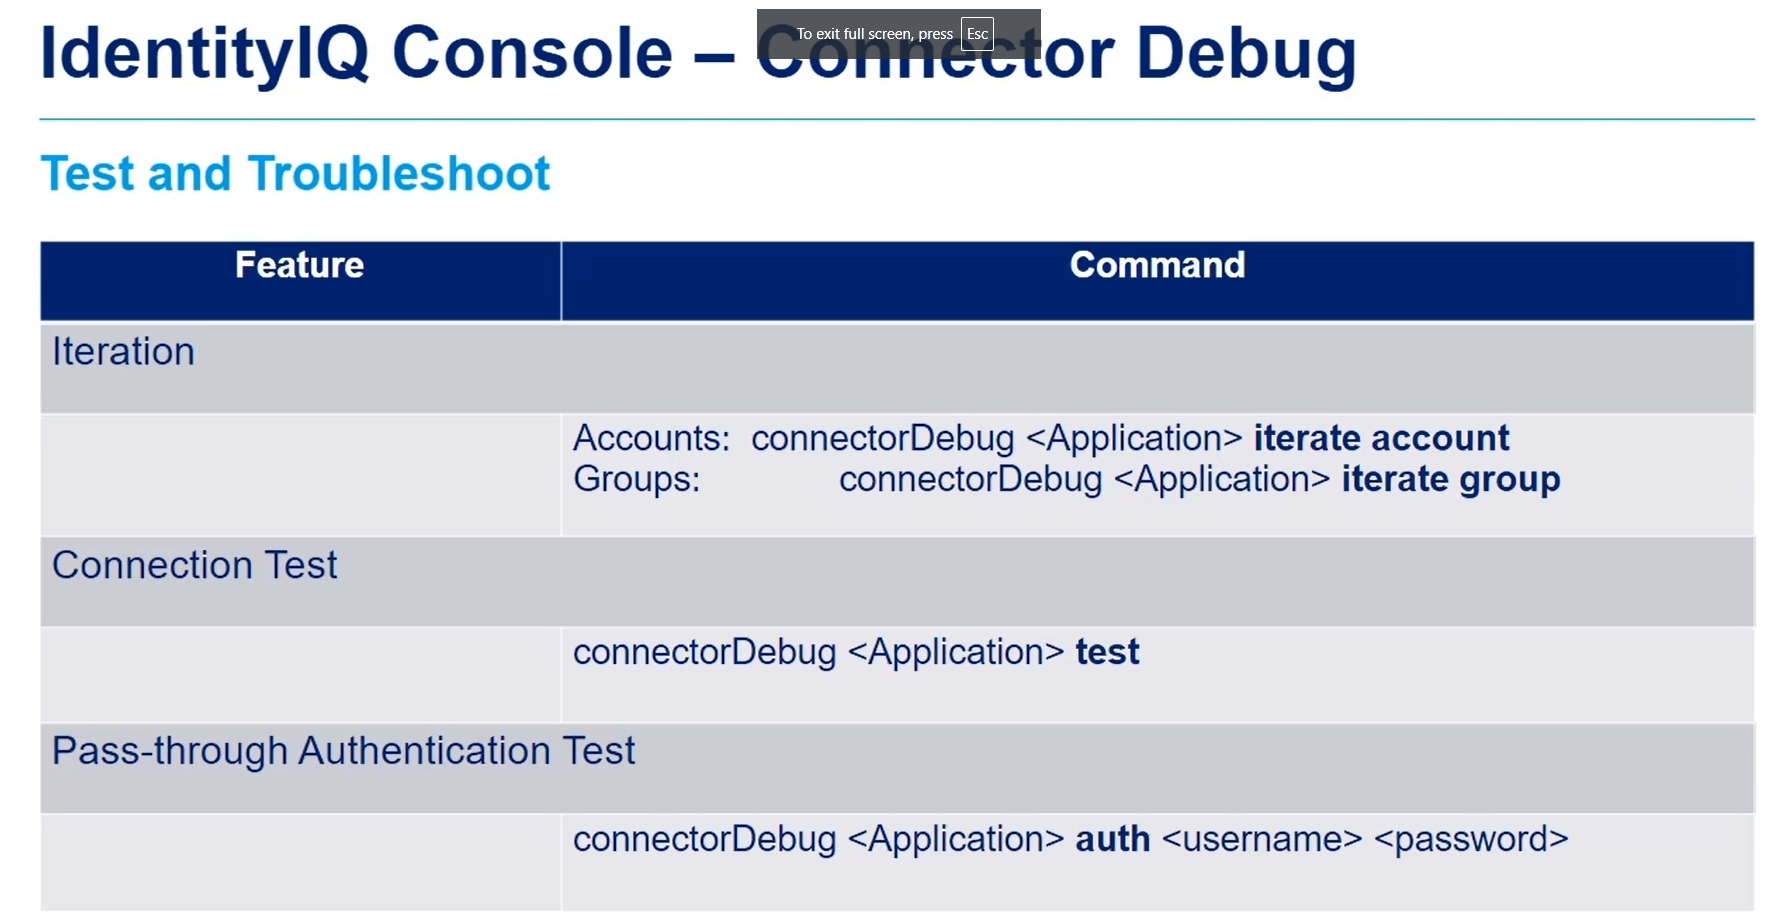 IdentityIQ Console – Connector Debug
To exit full screen, press Esc
Test and Troubleshoot
Feature Command
Iteration
Accounts: connectorDebug <Application> iterate account
Groups: connectorDebug <Application> iterate group
Connection Test
connectorDebug <Application> test
Pass-through Authentication Test
connectorDebug <Application> auth <username> <password>